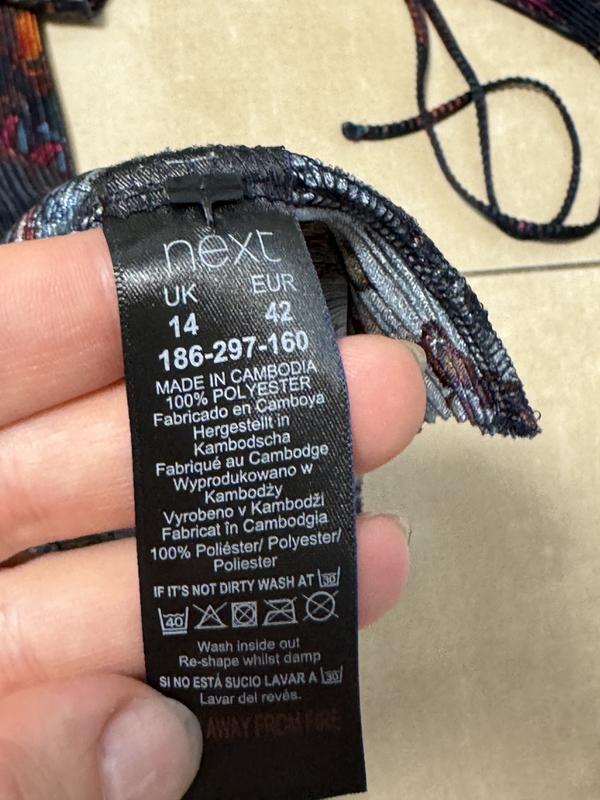 next
UK EUR
14 42
186-297-160
MADE IN CAMBODIA
100% POLYESTER
Fabricado en Camboya
Hergestellt in
Kambodscha
Fabriqué au Cambodge
Wyprodukowano w
Kambodży
Vyrobeno v Kambodži
Fabricat în Cambodgia
100% Poliéster/ Polyester/
Poliester
IF IT'S NOT DIRTY WASH AT 30
40
Wash inside out
Re-shape whilst damp
SI NO ESTÁ SUCIO LAVAR A 30
Lavar del revés.
AWAY FROM FIRE